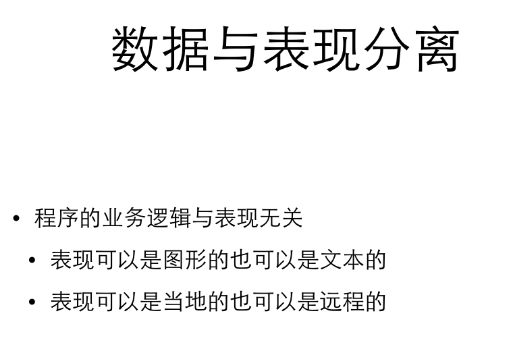 数据与表现分离
• 程序的业务逻辑与表现无关
• 表现可以是图形的也可以是文本的
• 表现可以是当地的也可以是远程的